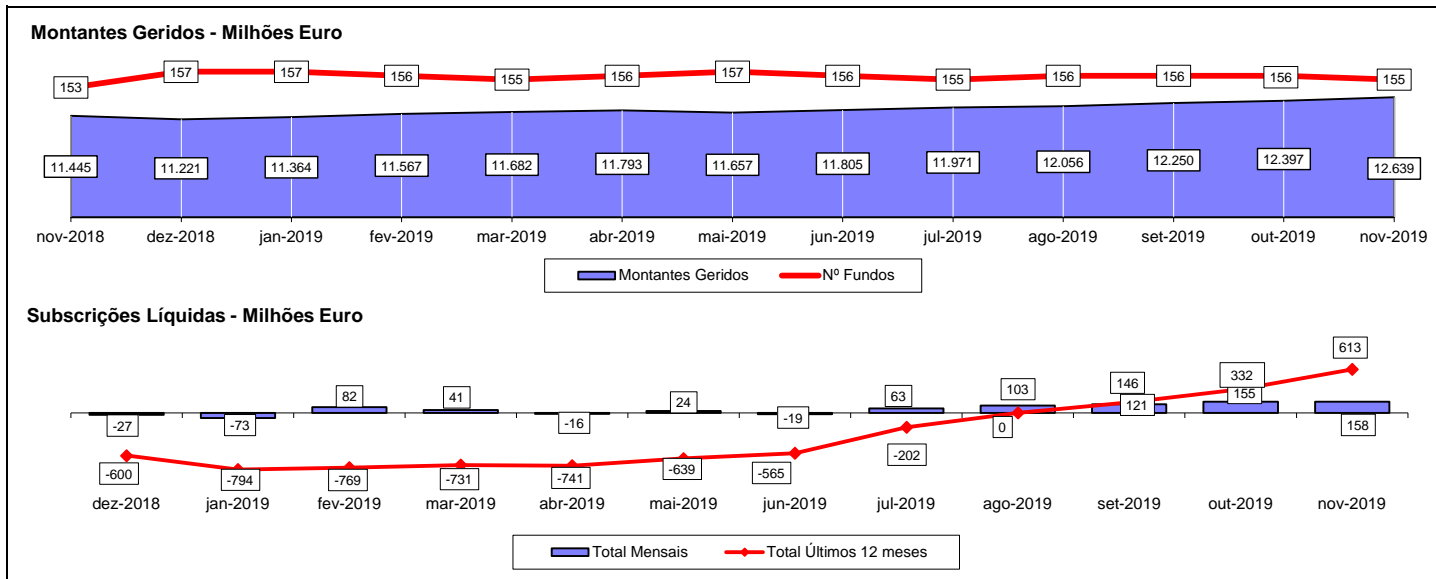 Montantes Geridos - Milhões Euro
153 157 157 156 155 156 157 156 155 156 156 156 155
11.445 11.221 11.364 11.567 11.682 11.793 11.657 11.805 11.971 12.056 12.250 12.397 12.639
nov-2018 dez-2018 jan-2019 fev-2019 mar-2019 abr-2019 mai-2019 jun-2019 jul-2019 ago-2019 set-2019 out-2019 nov-2019
Montantes Geridos Nº Fundos
Subscrições Líquidas - Milhões Euro
-27 -73 82 41 -16 24 -19 63 103 146 332 613
121 155 158
-600 -794 -769 -731 -741 -639 -565 -202 0
dez-2018 jan-2019 fev-2019 mar-2019 abr-2019 mai-2019 jun-2019 jul-2019 ago-2019 set-2019 out-2019 nov-2019
Total Mensais Total Últimos 12 meses